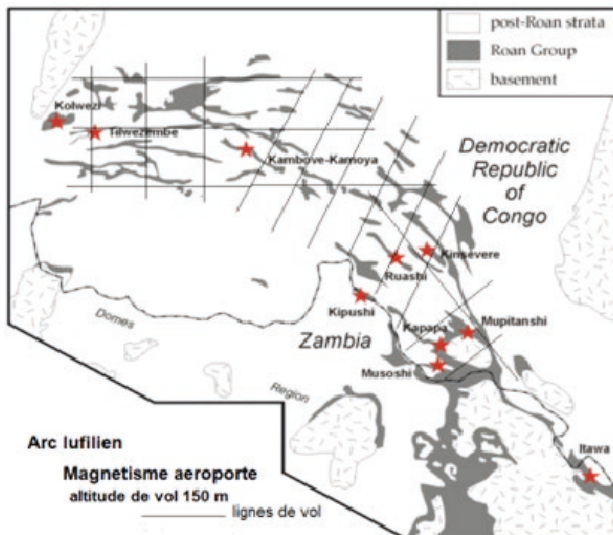 post-Roan strata
Roan Group
basement
Kolwezi
Tilwezembe
Kambove-Kamoya
Democratic
Republic
of
Congo
Kinsevere
Ruashi
Kipushi
Domes
Zambia
Kapapa
Mupitanshi
Musoshi
Region
Itawa
Arc lufilien
Magnetisme aeroporte
altitude de vol 150 m
lignes de vol